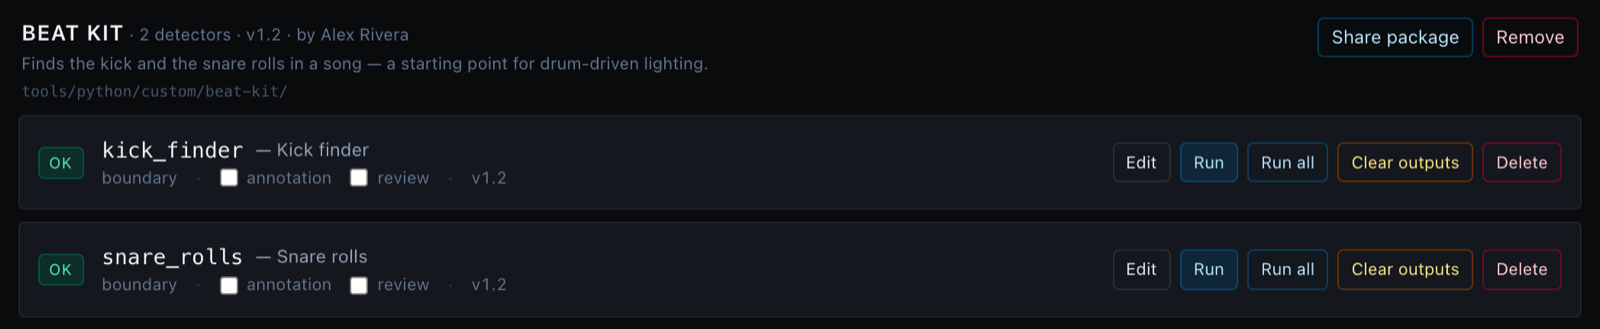 BEAT KIT · 2 detectors · v1.2 · by Alex Rivera
Share package Remove
Finds the kick and the snare rolls in a song — a starting point for drum-driven lighting.
tools/python/custom/beat-kit/
OK kick_finder — Kick finder
boundary · annotation review · v1.2
Edit Run Run all Clear outputs Delete
OK snare_rolls — Snare rolls
boundary · annotation review · v1.2
Edit Run Run all Clear outputs Delete